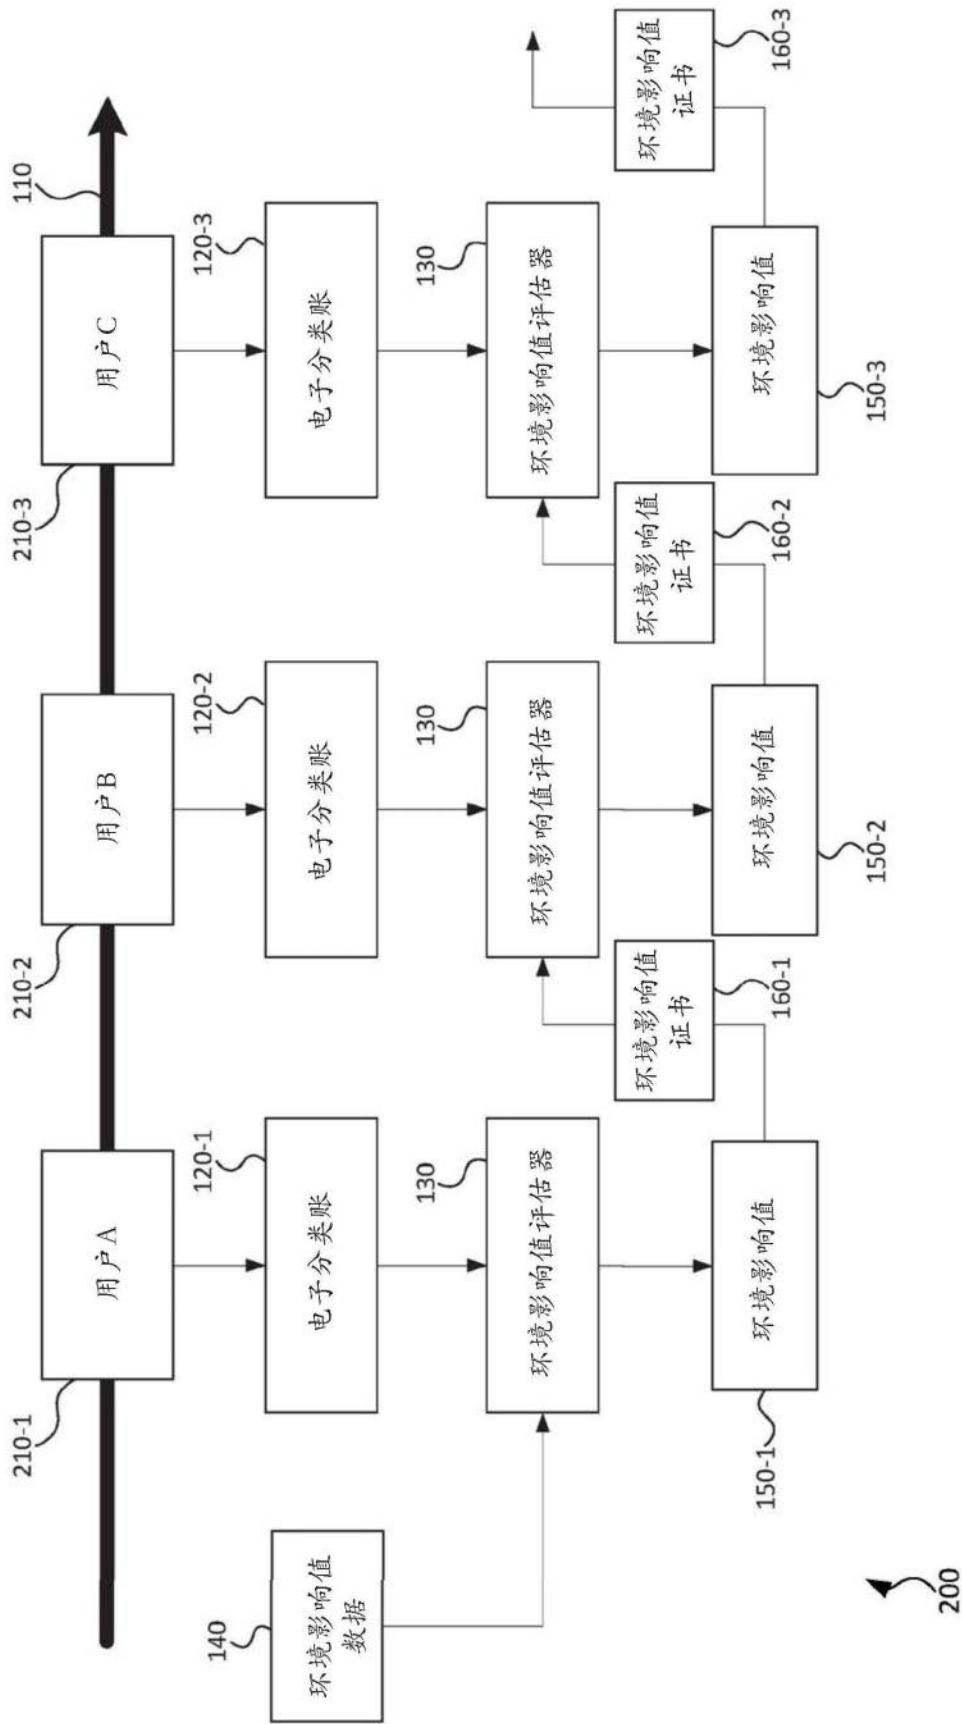 110
210-1
用户A
210-2
用户B
210-3
用户C
120-1
电子分类账
120-2
电子分类账
120-3
电子分类账
140
环境影响值
数据
130
环境影响值评估器
130
环境影响值评估器
130
环境影响值评估器
环境影响值
证书
160-1
环境影响值
证书
160-2
环境影响值
证书
160-3
环境影响值
150-1
环境影响值
150-2
环境影响值
150-3
200